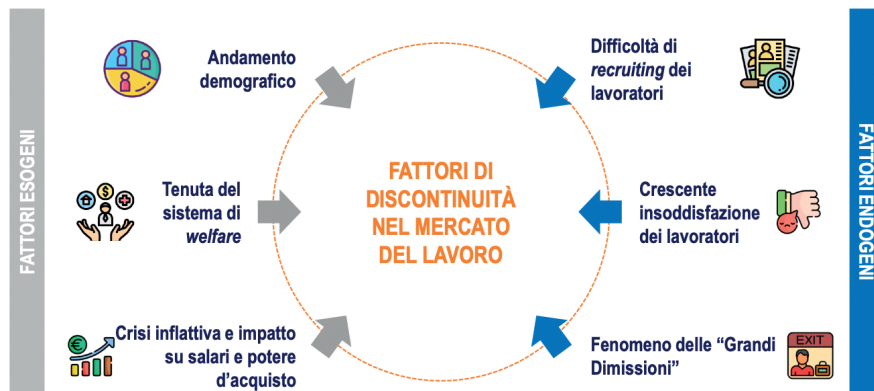 FATTORI ESOGENI
Andamento
demografico
Tenuta del
sistema di
welfare
Crisi inflattiva e impatto
su salari e potere
d'acquisto
FATTORI DI
DISCONTINUITÀ
NEL MERCATO
DEL LAVORO
Difficoltà di
recruiting dei
lavoratori
Crescente
insoddisfazione
dei lavoratori
Fenomeno delle “Grandi
Dimissioni”
EXIT
FATTORI ENDOGENI